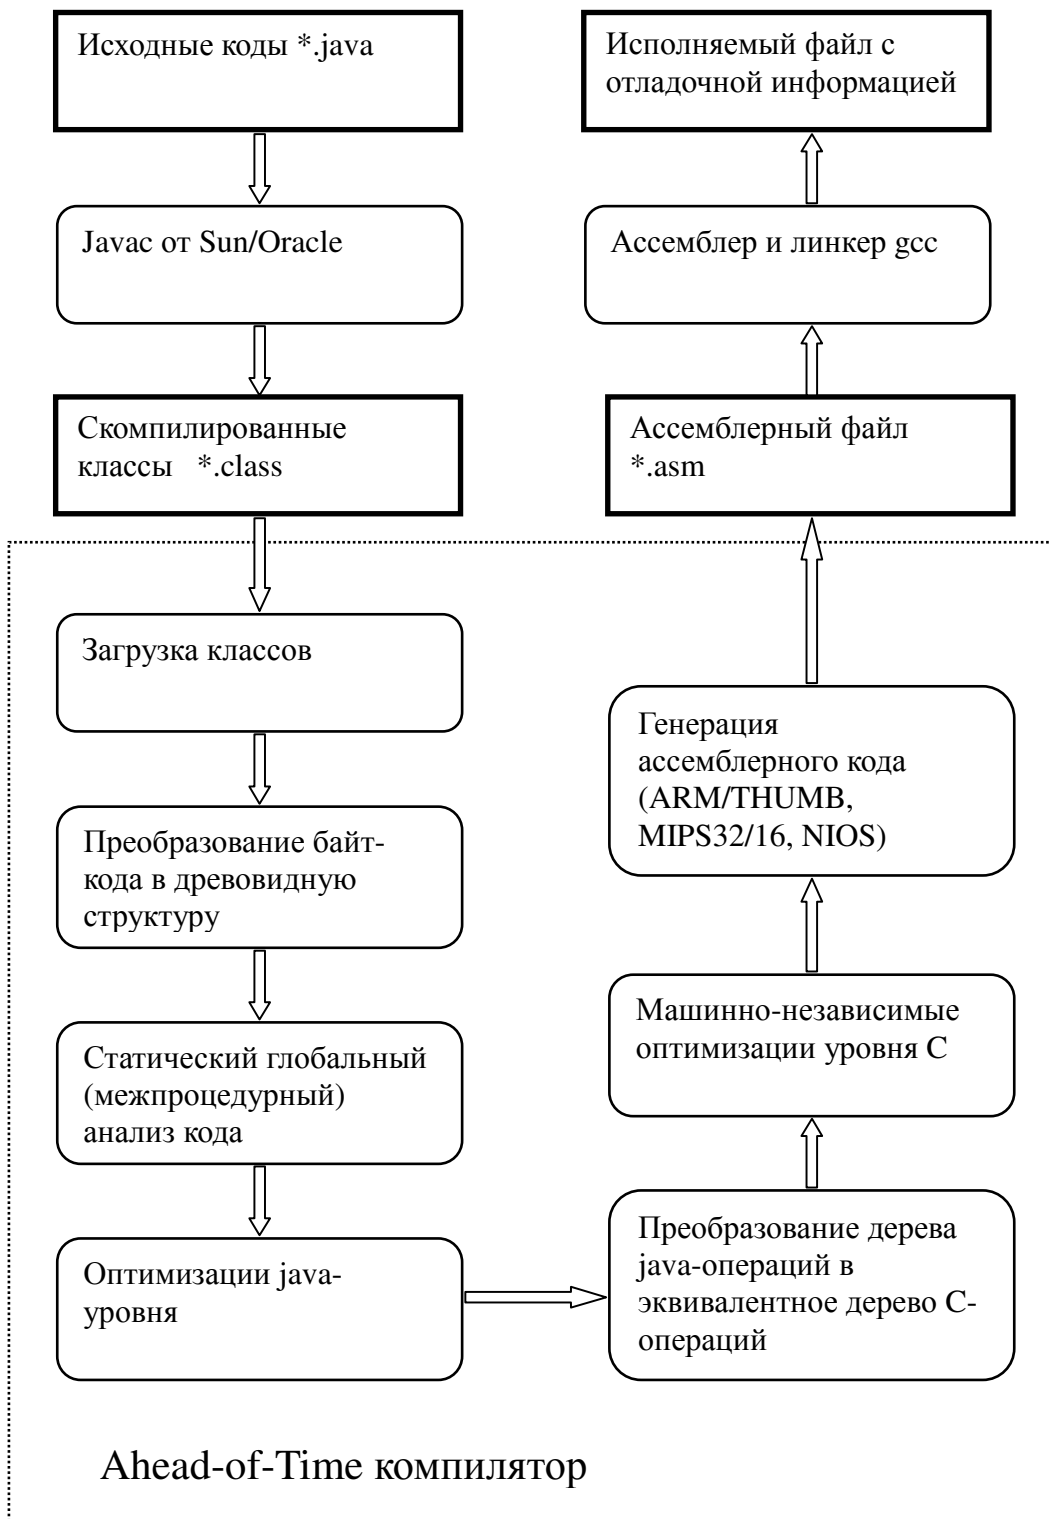 Исходные коды *.java
Javac от Sun/Oracle
Скомпилированные
классы   *.class
Загрузка классов
Преобразование байт-
кода в древовидную
структуру
Статический глобальный
(межпроцедурный)
анализ кода
Оптимизации java-
уровня
Преобразование дерева
java-операций в
эквивалентное дерево С-
операций
Машинно-независимые
оптимизации уровня С
Генерация
ассемблерного кода
(ARM/THUMB,
MIPS32/16, NIOS)
Ассемблерный файл
*.asm
Ассемблер и линкер gcc
Исполняемый файл с
отладочной информацией
Ahead-of-Time компилятор